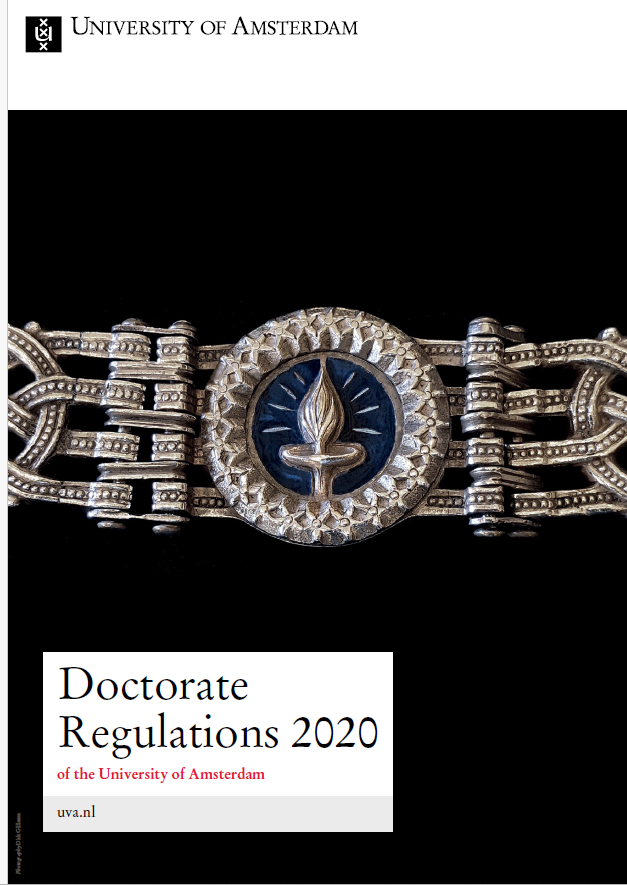 UNIVERSITY OF AMSTERDAM
Doctorate
Regulations 2020
of the University of Amsterdam
uva.nl